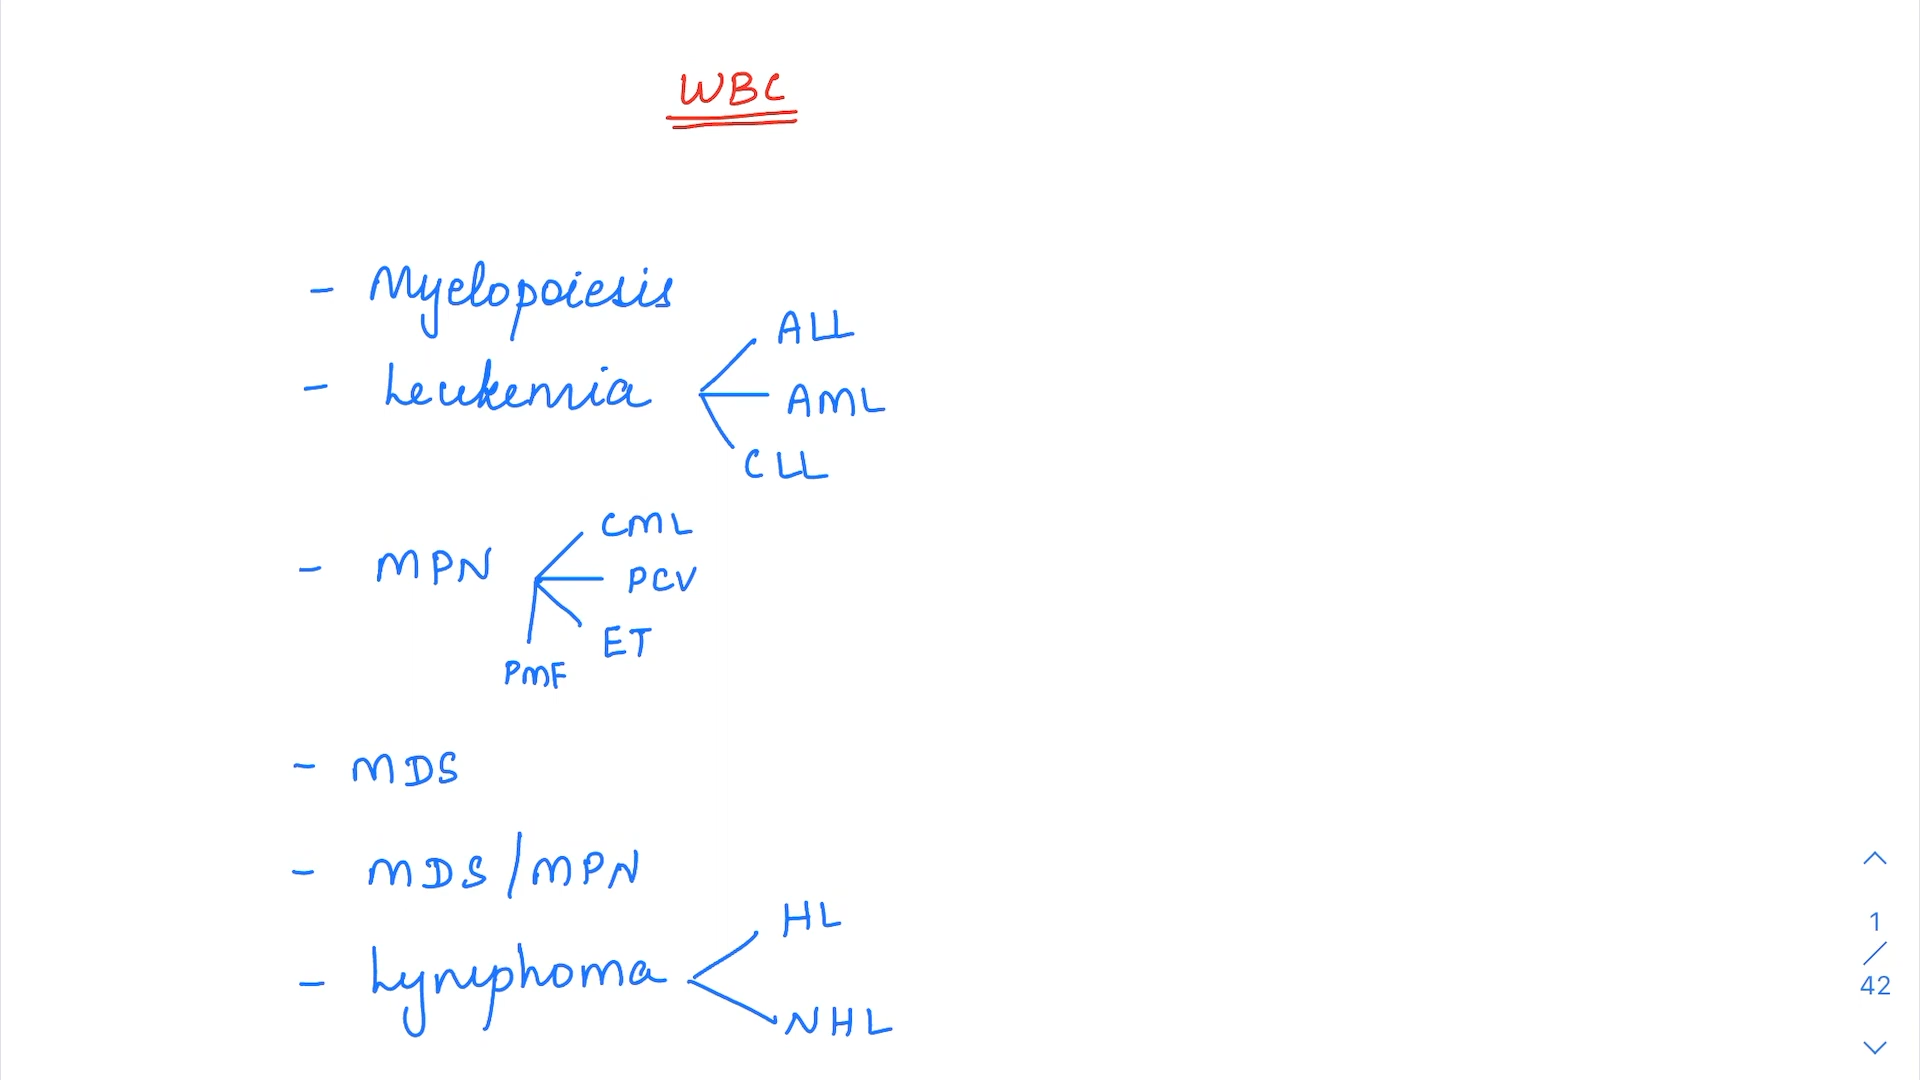 WBC
- Myelopoiesis
- Leukemia
ALL
AML
CLL
- MPN
CML
PCV
ET
PMF
- MDS
- MDS/MPN
- Lymphoma
HL
NHL
1
/
42